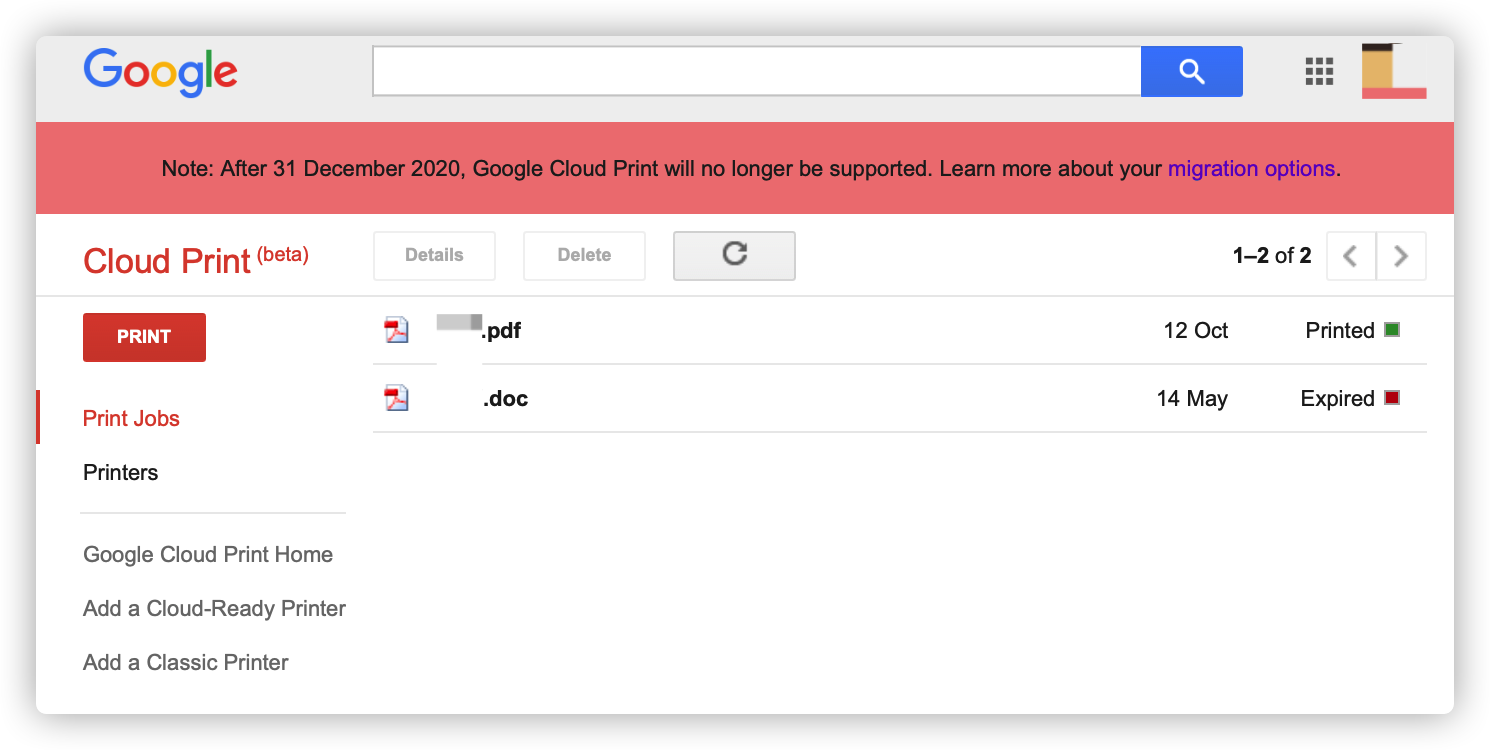 Google
Note: After 31 December 2020, Google Cloud Print will no longer be supported. Learn more about your migration options.
Cloud Print (beta)
Details
Delete
1–2 of 2
PRINT
.pdf
12 Oct
Printed
.doc
14 May
Expired
Print Jobs
Printers
Google Cloud Print Home
Add a Cloud-Ready Printer
Add a Classic Printer